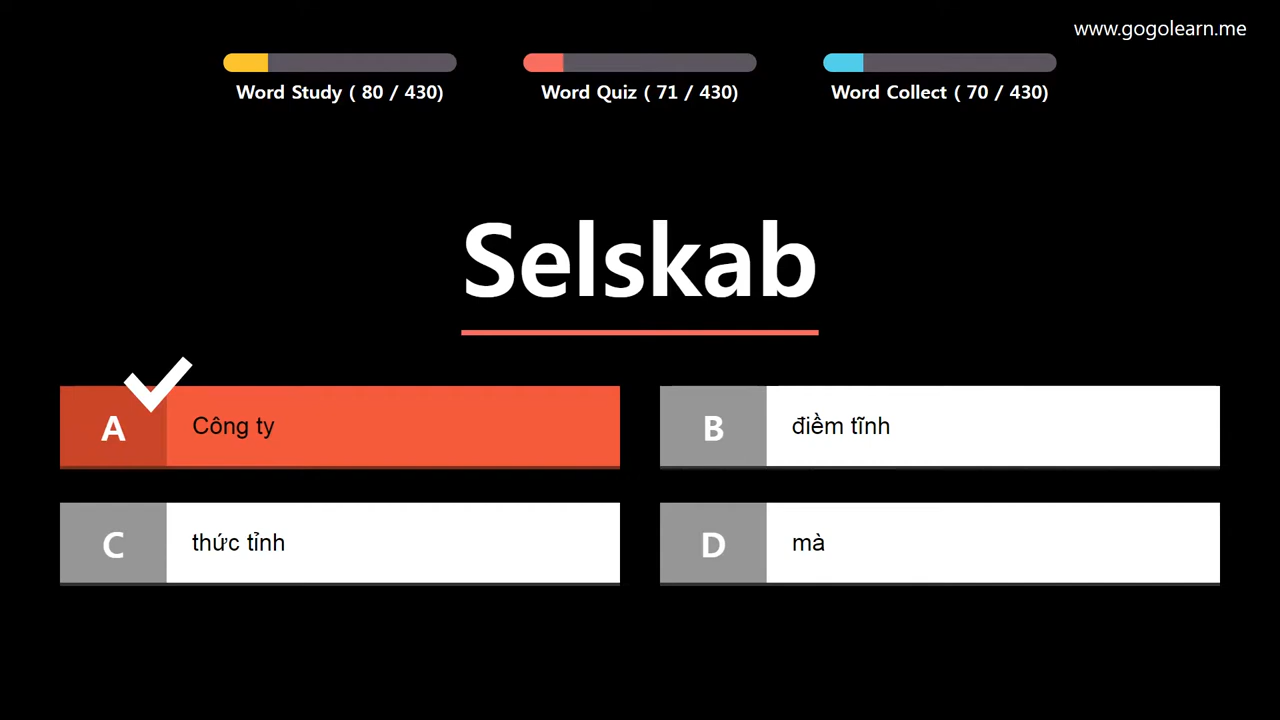 www.gogolearn.me
Word Study ( 80 / 430)
Word Quiz ( 71 / 430)
Word Collect ( 70 / 430)
Selskab
A Công ty
B điềm tĩnh
C thức tỉnh
D mà